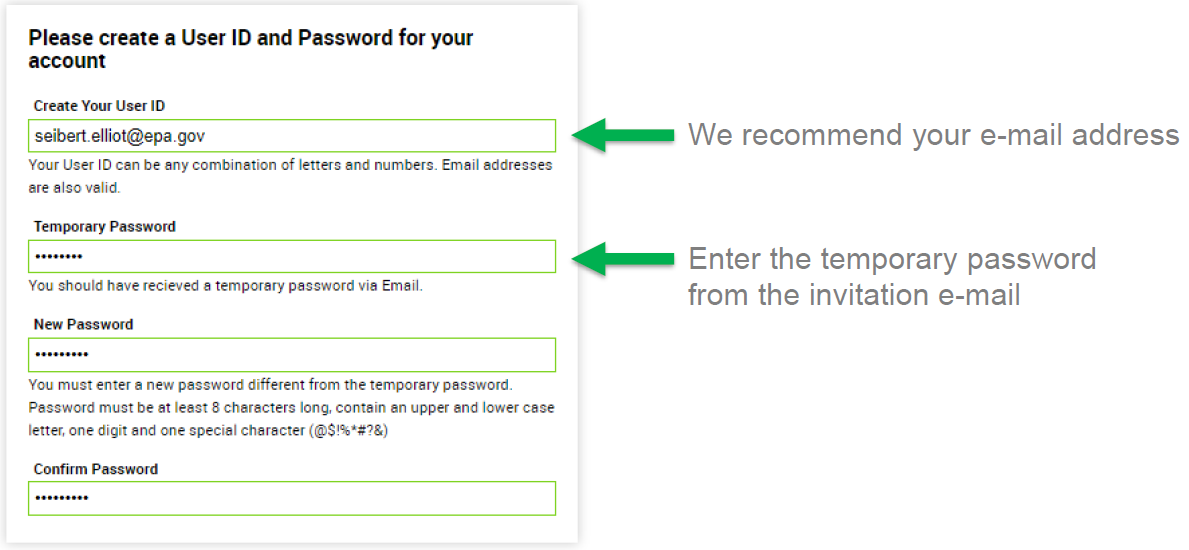 Please create a User ID and Password for your
account
Create Your User ID
seibert.elliot@epa.gov
We recommend your e-mail address
Your User ID can be any combination of letters and numbers. Email addresses
are also valid.
Temporary Password
••••••••
Enter the temporary password
from the invitation e-mail
You should have recieved a temporary password via Email.
New Password
•••••••••
You must enter a new password different from the temporary password.
Password must be at least 8 characters long, contain an upper and lower case
letter, one digit and one special character (@$!%*#?&)
Confirm Password
•••••••••